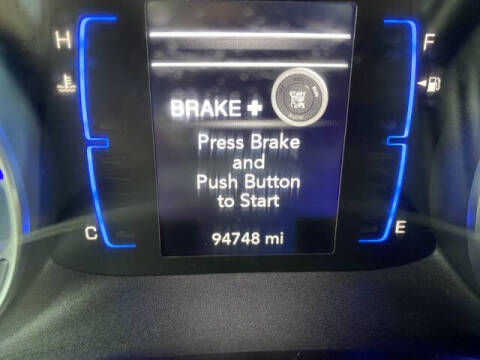 H F
START
STOP
BRAKE +
Press Brake
and
Push Button
to Start
C E
94748 mi